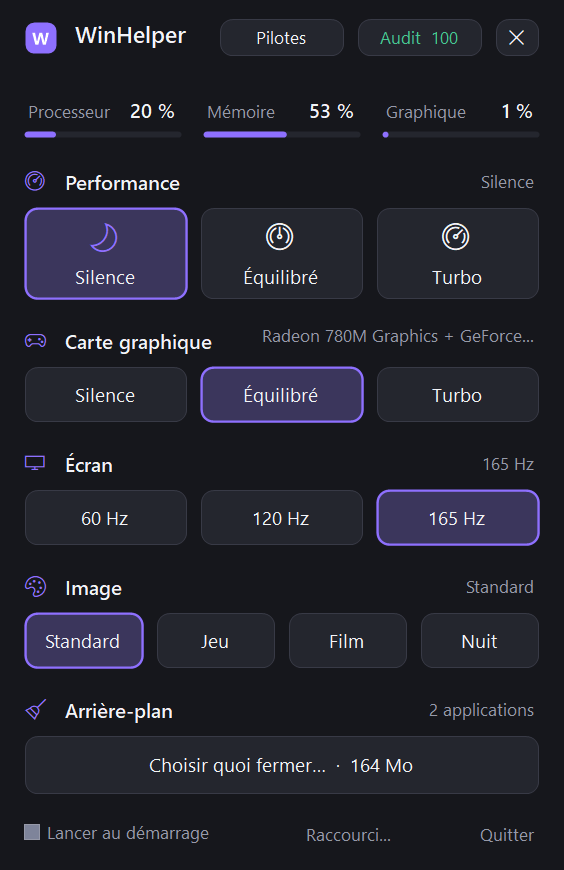 W WinHelper Pilotes Audit 100
Processeur 20 % Mémoire 53 % Graphique 1 %
Performance Silence
Silence Équilibré Turbo
Carte graphique Radeon 780M Graphics + GeForce...
Silence Équilibré Turbo
Écran 165 Hz
60 Hz 120 Hz 165 Hz
Image Standard
Standard Jeu Film Nuit
Arrière-plan 2 applications
Choisir quoi fermer... · 164 Mo
Lancer au démarrage Raccourci... Quitter